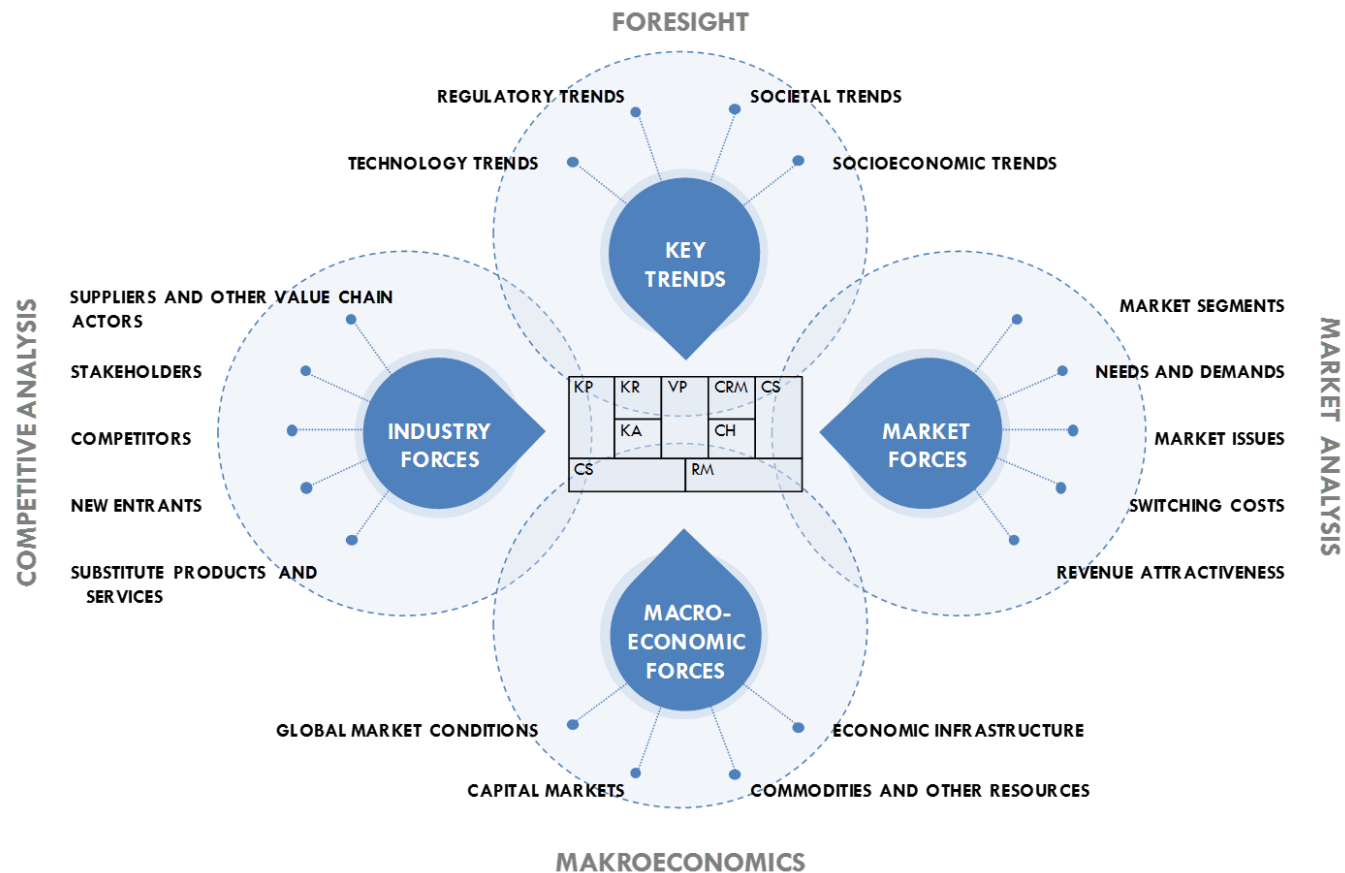 FORESIGHT
REGULATORY TRENDS
SOCIETAL TRENDS
TECHNOLOGY TRENDS
SOCIOECONOMIC TRENDS
KEY
TRENDS
COMPETITIVE ANALYSIS
SUPPLIERS AND OTHER VALUE CHAIN
ACTORS
STAKEHOLDERS
COMPETITORS
NEW ENTRANTS
SUBSTITUTE PRODUCTS AND
SERVICES
INDUSTRY
FORCES
KP
KR
VP
CRM
CS
KA
CH
CS
RM
MARKET
FORCES
MARKET SEGMENTS
NEEDS AND DEMANDS
MARKET ISSUES
SWITCHING COSTS
REVENUE ATTRACTIVENESS
MARKET ANALYSIS
MACRO-
ECONOMIC
FORCES
GLOBAL MARKET CONDITIONS
ECONOMIC INFRASTRUCTURE
CAPITAL MARKETS
COMMODITIES AND OTHER RESOURCES
MAKROECONOMICS